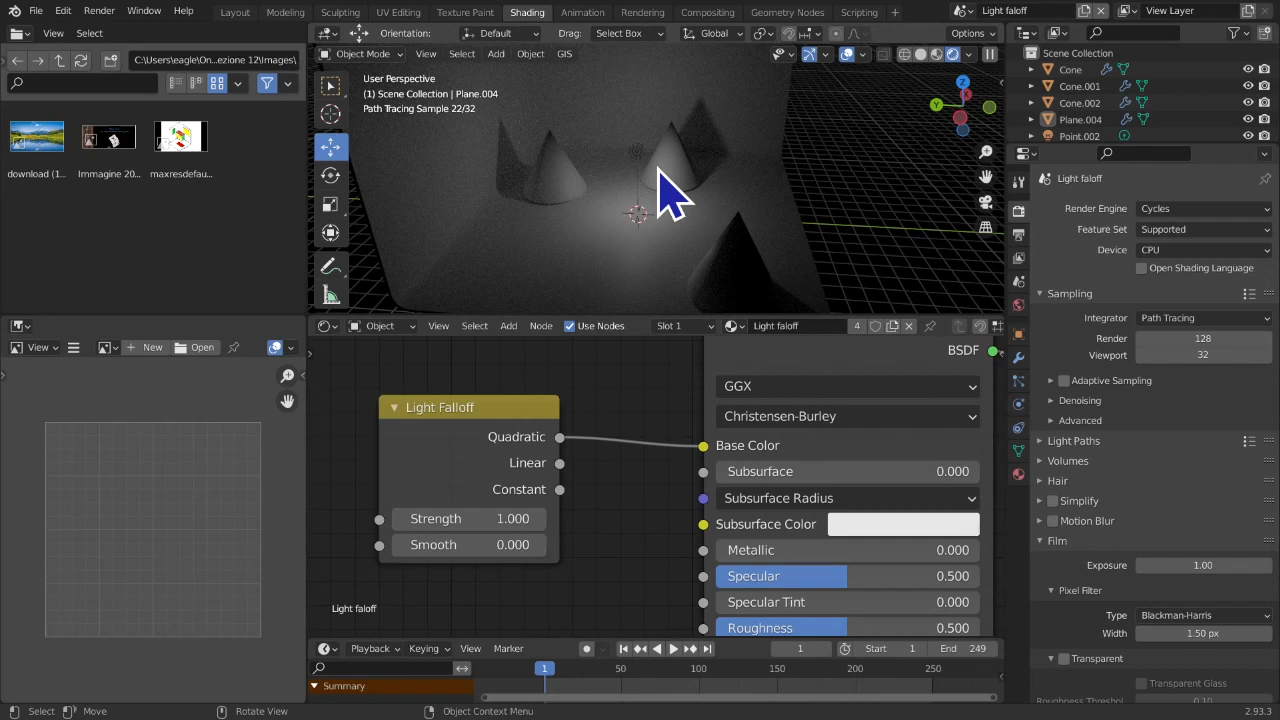 File Edit Render Window Help Layout Modeling Sculpting UV Editing Texture Paint Shading Animation Rendering Compositing Geometry Nodes Scripting + Light falloff View Layer
View Select C:\Users\eagle\On...ezione 12\Images\
download (1... Immagine 20... maxresdefau...
Orientation: Default Drag: Select Box Global Options
Object Mode View Select Add Object GIS
User Perspective
(1) Scene Collection | Plane.004
Path Tracing Sample 22/32
Z
X
Y
View New Open
Object View Select Add Node Use Nodes Slot 1 Light falloff 4
Light Falloff
Quadratic
Linear
Constant
Strength 1.000
Smooth 0.000
Light falloff
BSDF
GGX
Christensen-Burley
Base Color
Subsurface 0.000
Subsurface Radius
Subsurface Color
Metallic 0.000
Specular 0.500
Specular Tint 0.000
Roughness 0.500
Playback Keying View Marker 1 Start 1 End 249
1 50 100 150 200 250
Summary
Scene Collection
Cone
Cone.001
Cone.002
Plane.004
Point.002
Light falloff
Render Engine Cycles
Feature Set Supported
Device CPU
Open Shading Language
Sampling
Integrator Path Tracing
Render 128
Viewport 32
Adaptive Sampling
Denoising
Advanced
Light Paths
Volumes
Hair
Simplify
Motion Blur
Film
Exposure 1.00
Pixel Filter
Type Blackman-Harris
Width 1.50 px
Transparent
Transparent Glass
Roughness Threshol 0.10
Select Move Rotate View Object Context Menu 2.93.3